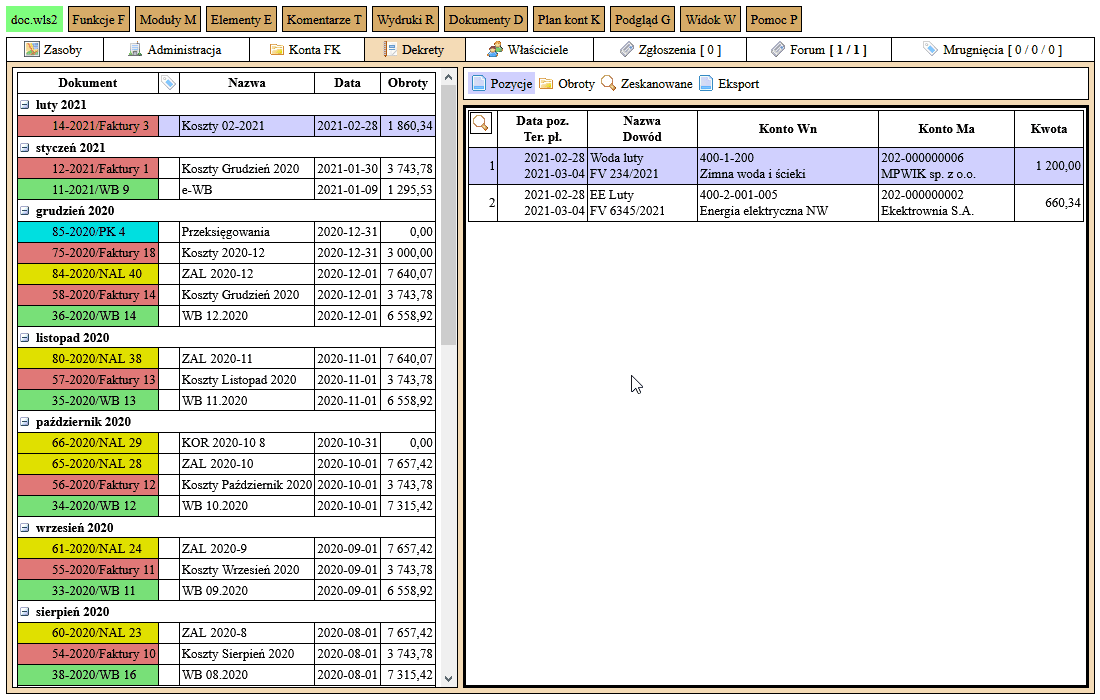 doc.wls2 Funkcje F Moduły M Elementy E Komentarze T Wydruki R Dokumenty D Plan kont K Podgląd G Widok W Pomoc P
Zasoby Administracja Konta FK Dekrety Właściciele Zgłoszenia [ 0 ] Forum [ 1 / 1 ] Mrugnięcia [ 0 / 0 / 0 ]
Dokument Nazwa Data Obroty
luty 2021
14-2021/Faktury 3 Koszty 02-2021 2021-02-28 1 860,34
styczeń 2021
12-2021/Faktury 1 Koszty Grudzień 2020 2021-01-30 3 743,78
11-2021/WB 9 e-WB 2021-01-09 1 295,53
grudzień 2020
85-2020/PK 4 Przeksięgowania 2020-12-31 0,00
75-2020/Faktury 18 Koszty 2020-12 2020-12-31 3 000,00
84-2020/NAL 40 ZAL 2020-12 2020-12-01 7 640,07
58-2020/Faktury 14 Koszty Grudzień 2020 2020-12-01 3 743,78
36-2020/WB 14 WB 12.2020 2020-12-01 6 558,92
listopad 2020
80-2020/NAL 38 ZAL 2020-11 2020-11-01 7 640,07
57-2020/Faktury 13 Koszty Listopad 2020 2020-11-01 3 743,78
35-2020/WB 13 WB 11.2020 2020-11-01 6 558,92
październik 2020
66-2020/NAL 29 KOR 2020-10 8 2020-10-31 0,00
65-2020/NAL 28 ZAL 2020-10 2020-10-01 7 657,42
56-2020/Faktury 12 Koszty Październik 2020 2020-10-01 3 743,78
34-2020/WB 12 WB 10.2020 2020-10-01 7 315,42
wrzesień 2020
61-2020/NAL 24 ZAL 2020-9 2020-09-01 7 657,42
55-2020/Faktury 11 Koszty Wrzesień 2020 2020-09-01 3 743,78
33-2020/WB 11 WB 09.2020 2020-09-01 6 558,92
sierpień 2020
60-2020/NAL 23 ZAL 2020-8 2020-08-01 7 657,42
54-2020/Faktury 10 Koszty Sierpień 2020 2020-08-01 3 743,78
38-2020/WB 16 WB 08.2020 2020-08-01 7 315,42
Pozycje Obroty Zeskanowane Eksport
Data poz. Nazwa Konto Wn Konto Ma Kwota
Ter. pł. Dowód
1 2021-02-28 Woda luty 400-1-200 202-000000006 1 200,00
2021-03-04 FV 234/2021 Zimna woda i ścieki MPWIK sp. z o.o.
2 2021-02-28 EE Luty 400-2-001-005 202-000000002 660,34
2021-03-04 FV 6345/2021 Energia elektryczna NW Ekektrownia S.A.